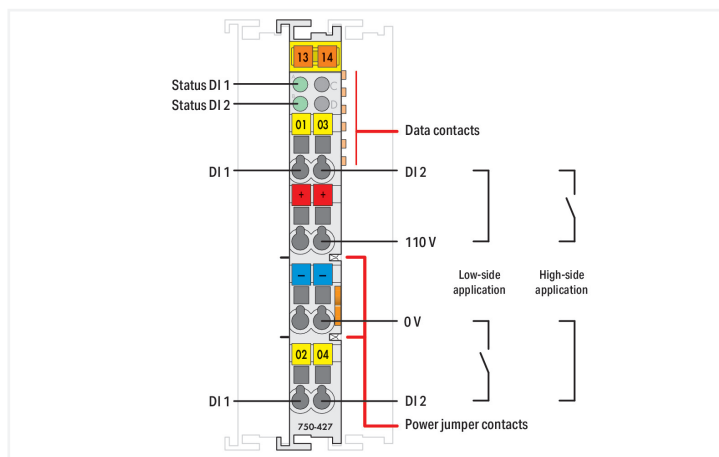 13 14
Status DI 1
C
Status DI 2
D
01 03
Data contacts
DI 1
DI 2
+ +
110 V
Low-side
application
High-side
application
− −
0 V
02 04
DI 1
DI 2
Power jumper contacts
750-427